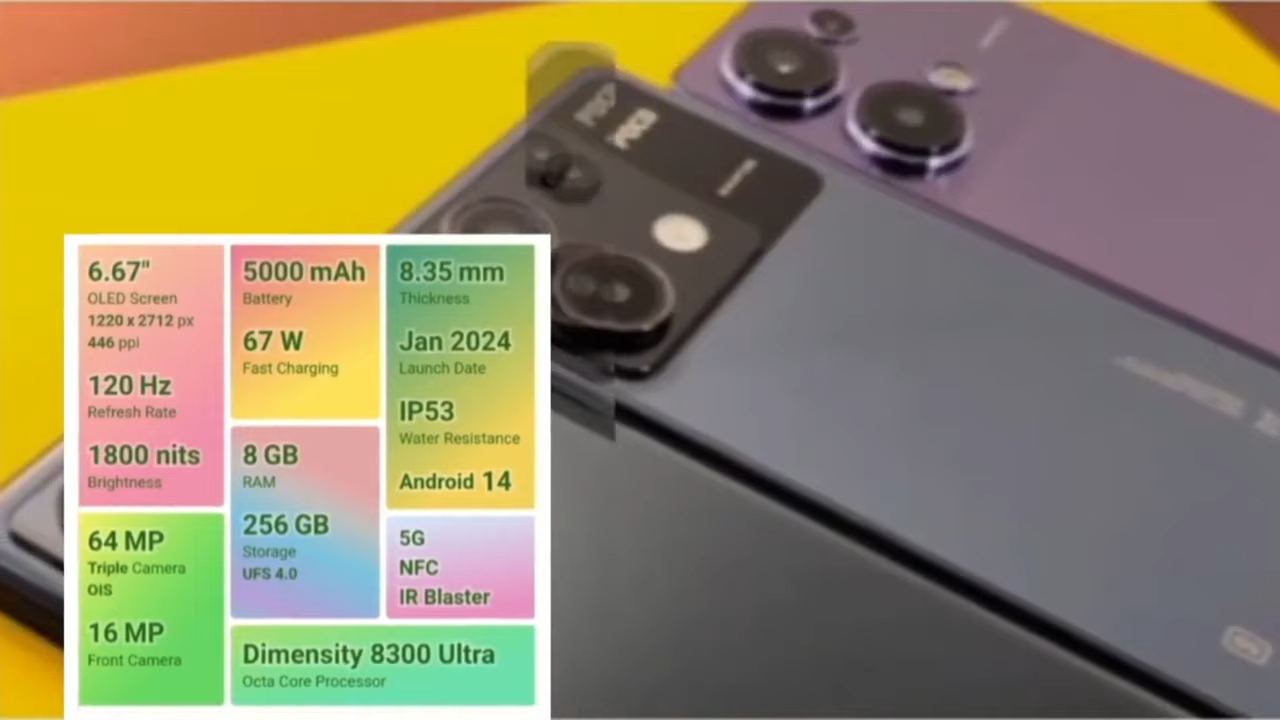 6.67"
OLED Screen
1220 x 2712 px
446 ppi
120 Hz
Refresh Rate
1800 nits
Brightness
64 MP
Triple Camera
OIS
16 MP
Front Camera
5000 mAh
Battery
67 W
Fast Charging
8 GB
RAM
256 GB
Storage
UFS 4.0
8.35 mm
Thickness
Jan 2024
Launch Date
IP53
Water Resistance
Android 14
5G
NFC
IR Blaster
Dimensity 8300 Ultra
Octa Core Processor
POCO